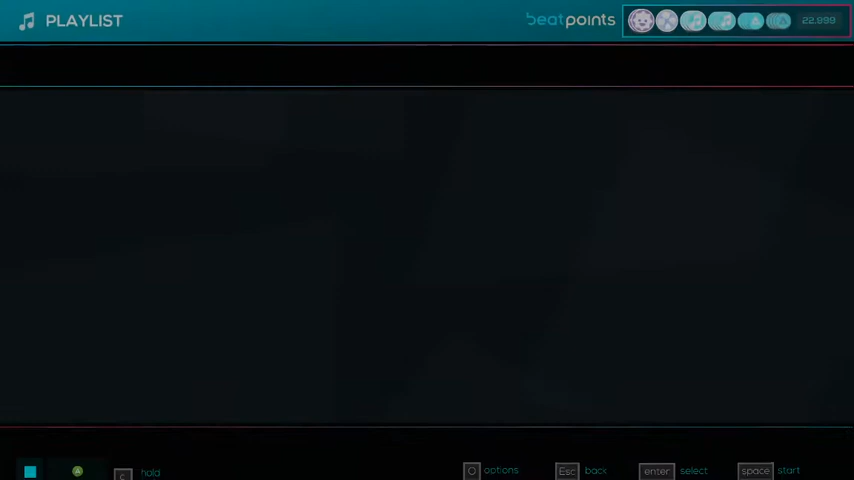 PLAYLIST
beatpoints
22,999
A
C hold
O options
Esc back
enter select
space start